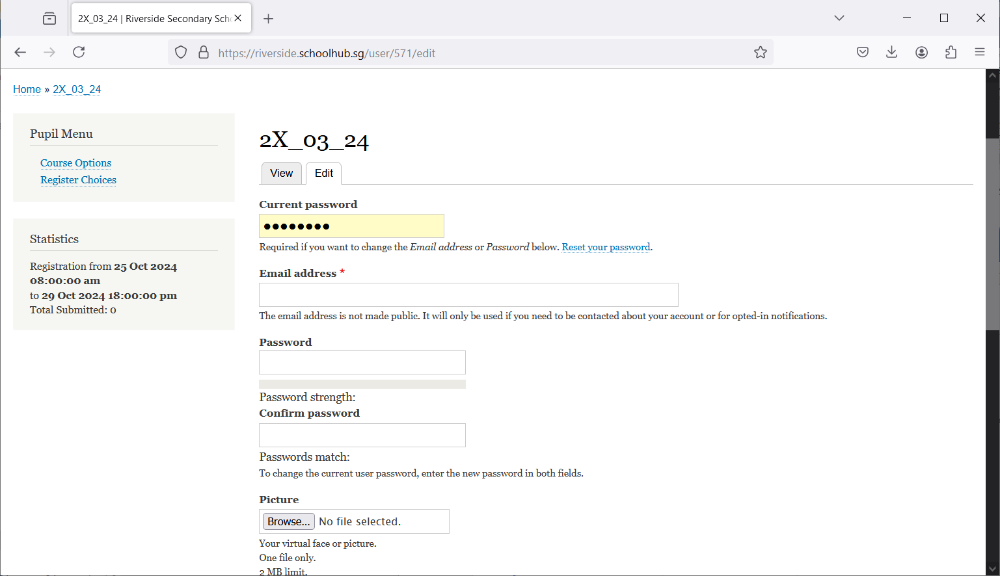 2X_03_24 | Riverside Secondary Scho
https://riverside.schoolhub.sg/user/571/edit
Home » 2X_03_24
Pupil Menu
Course Options
Register Choices
Statistics
Registration from 25 Oct 2024
08:00:00 am
to 29 Oct 2024 18:00:00 pm
Total Submitted: 0
2X_03_24
View Edit
Current password
Required if you want to change the Email address or Password below. Reset your password.
Email address *
The email address is not made public. It will only be used if you need to be contacted about your account or for opted-in notifications.
Password
Password strength:
Confirm password
Passwords match:
To change the current user password, enter the new password in both fields.
Picture
Browse... No file selected.
Your virtual face or picture.
One file only.
2 MB limit.